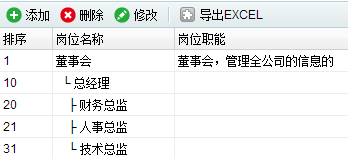 添加 删除 修改 导出EXCEL
排序 岗位名称 岗位职能
1 董事会 董事会，管理全公司的信息的
10 └ 总经理
20 ├ 财务总监
21 ├ 人事总监
31 └ 技术总监